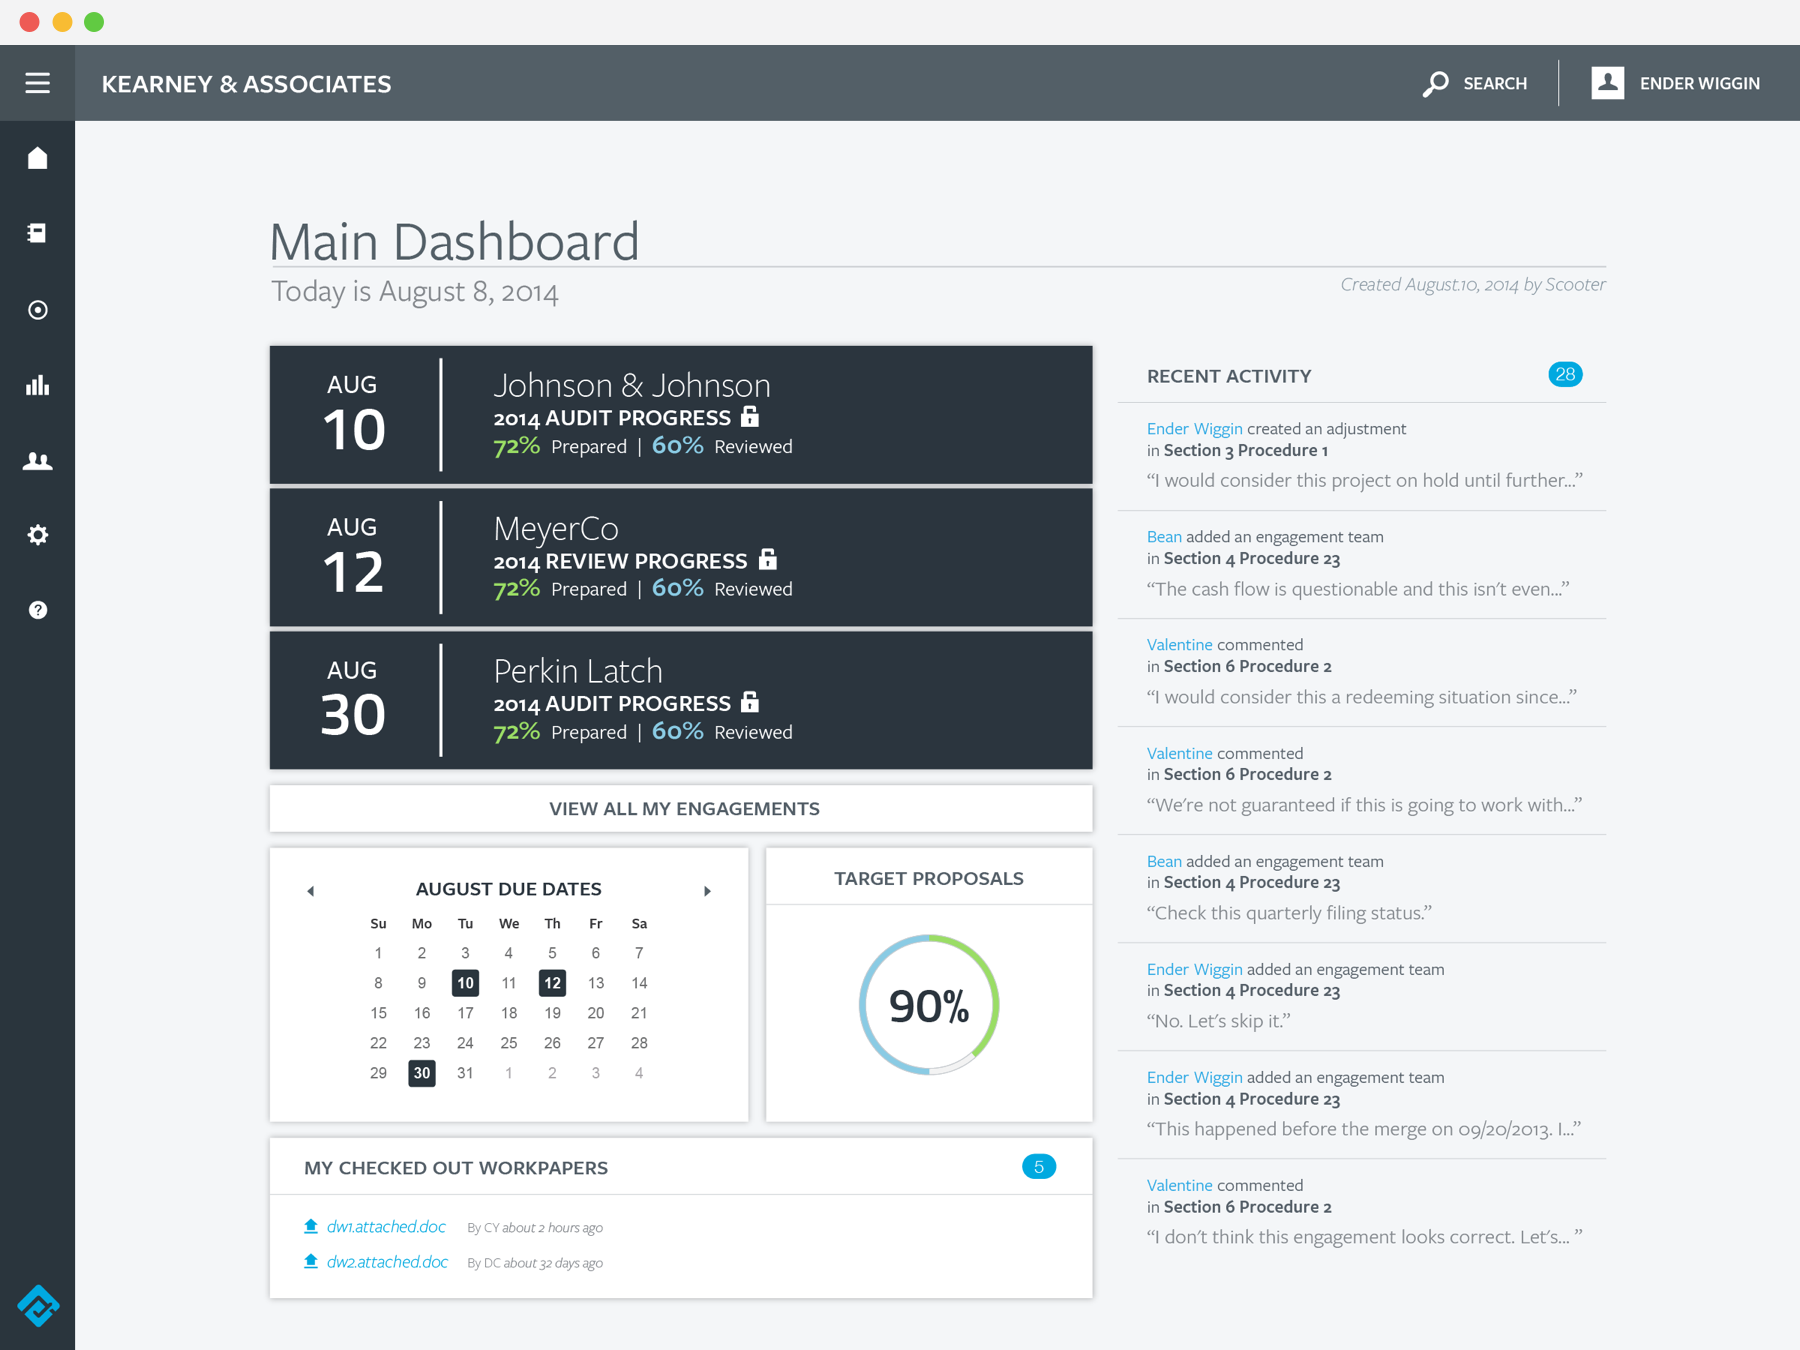 KEARNEY & ASSOCIATES
SEARCH
ENDER WIGGIN
Main Dashboard
Today is August 8, 2014
Created August.10, 2014 by Scooter
AUG
10
Johnson & Johnson
2014 AUDIT PROGRESS
72% Prepared | 60% Reviewed
AUG
12
MeyerCo
2014 REVIEW PROGRESS
72% Prepared | 60% Reviewed
AUG
30
Perkin Latch
2014 AUDIT PROGRESS
72% Prepared | 60% Reviewed
VIEW ALL MY ENGAGEMENTS
AUGUST DUE DATES
Su Mo Tu We Th Fr Sa
1 2 3 4 5 6 7
8 9 10 11 12 13 14
15 16 17 18 19 20 21
22 23 24 25 26 27 28
29 30 31 1 2 3 4
TARGET PROPOSALS
90%
MY CHECKED OUT WORKPAPERS
5
dw1.attached.doc By CY about 2 hours ago
dw2.attached.doc By DC about 32 days ago
RECENT ACTIVITY
28
Ender Wiggin created an adjustment
in Section 3 Procedure 1
“I would consider this project on hold until further...”
Bean added an engagement team
in Section 4 Procedure 23
“The cash flow is questionable and this isn’t even...”
Valentine commented
in Section 6 Procedure 2
“I would consider this a redeeming situation since...”
Valentine commented
in Section 6 Procedure 2
“We’re not guaranteed if this is going to work with...”
Bean added an engagement team
in Section 4 Procedure 23
“Check this quarterly filing status.”
Ender Wiggin added an engagement team
in Section 4 Procedure 23
“No. Let’s skip it.”
Ender Wiggin added an engagement team
in Section 4 Procedure 23
“This happened before the merge on 09/20/2013. I...”
Valentine commented
in Section 6 Procedure 2
“I don’t think this engagement looks correct. Let’s... ”
?